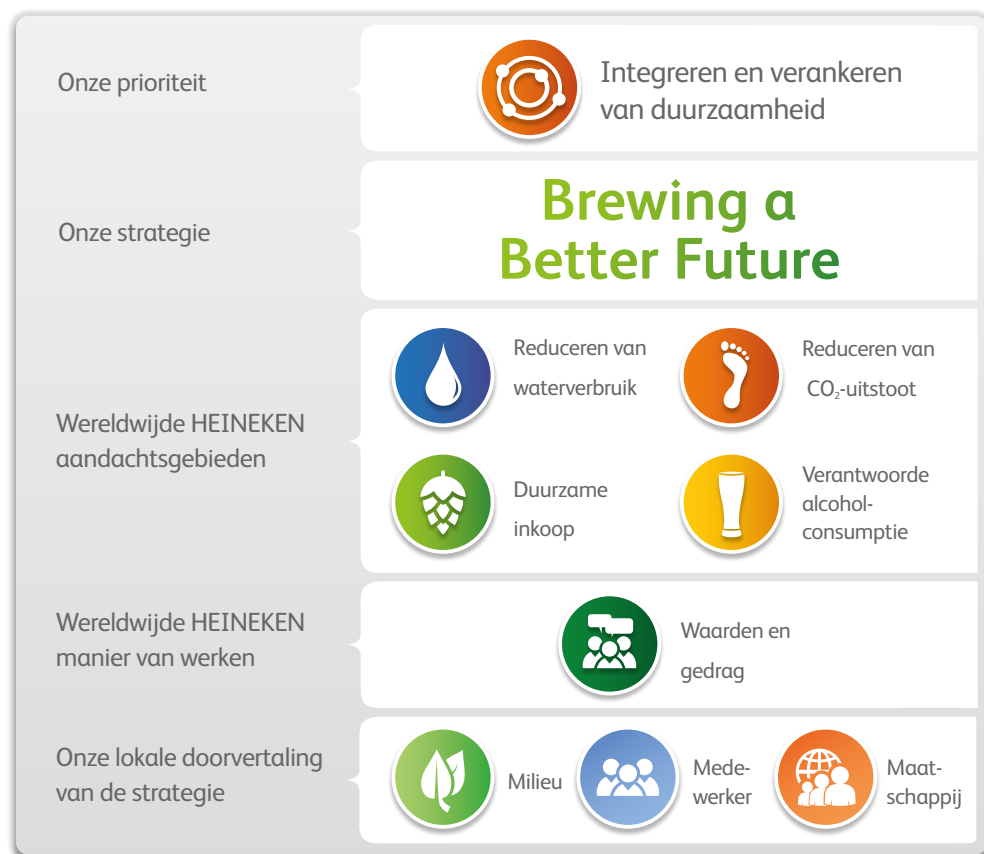 Onze prioriteit
Integreren en verankeren
van duurzaamheid
Onze strategie
Brewing a
Better Future
Wereldwijde HEINEKEN
aandachtsgebieden
Reduceren van
waterverbruik
Reduceren van
CO₂-uitstoot
Duurzame
inkoop
Verantwoorde
alcohol-
consumptie
Wereldwijde HEINEKEN
manier van werken
Waarden en
gedrag
Onze lokale doorvertaling
van de strategie
Milieu
Mede-
werker
Maat-
schappij